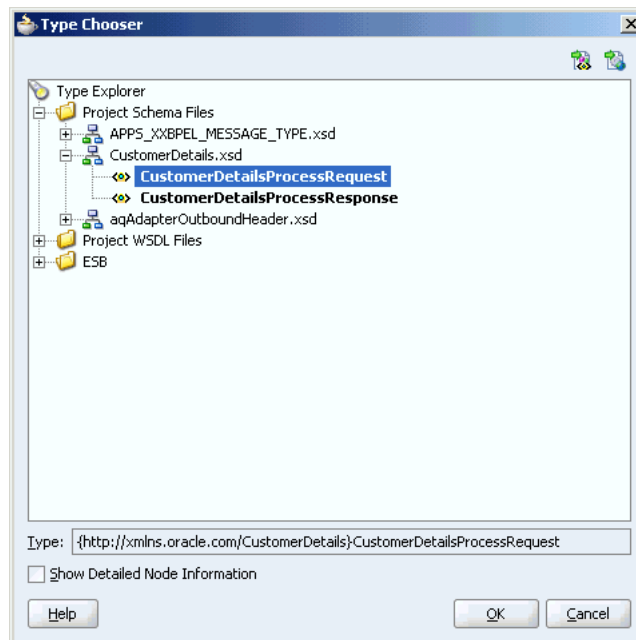 Type Chooser
Type Explorer
Project Schema Files
APPS_XXBPEL_MESSAGE_TYPE.xsd
CustomerDetails.xsd
CustomerDetailsProcessRequest
CustomerDetailsProcessResponse
aqAdapterOutboundHeader.xsd
Project WSDL Files
ESB
Type: {http://xmlns.oracle.com/CustomerDetails}CustomerDetailsProcessRequest
Show Detailed Node Information
Help OK Cancel